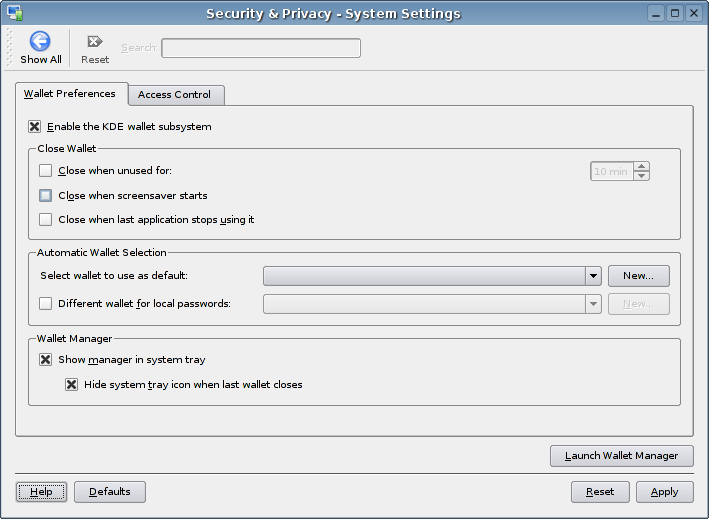 Security & Privacy - System Settings
Show All
Reset
Search:
Wallet Preferences
Access Control
Enable the KDE wallet subsystem
Close Wallet
Close when unused for:
10 min
Close when screensaver starts
Close when last application stops using it
Automatic Wallet Selection
Select wallet to use as default:
New...
Different wallet for local passwords:
New...
Wallet Manager
Show manager in system tray
Hide system tray icon when last wallet closes
Launch Wallet Manager
Help
Defaults
Reset
Apply